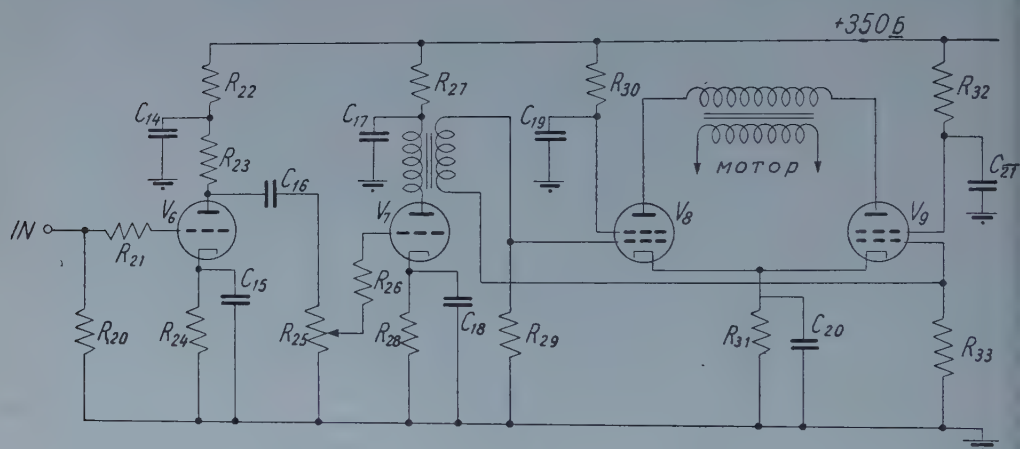 +350В
R22
R27
R30
R32
C14
C17
C19
R23
МОТОР
C21
C16
V6
V7
V8
V9
IN
R21
R26
C15
R20
R24
R25
R28
C18
R29
R31
C20
R33